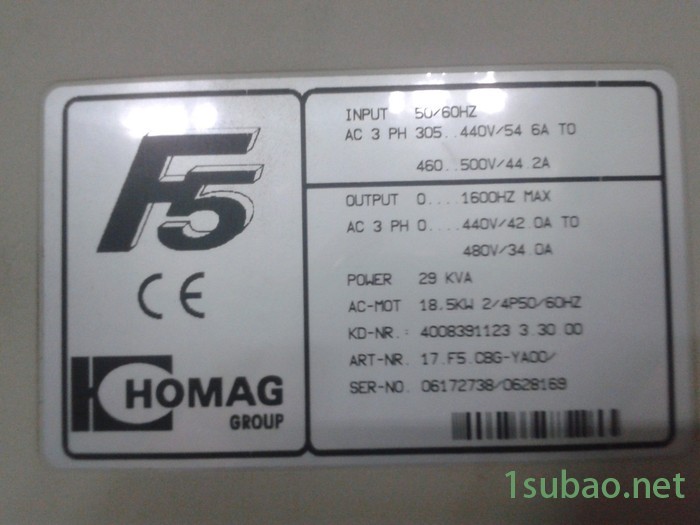 F5
CE
HOMAG
GROUP
INPUT 50/60HZ
AC 3 PH 305..440V/54 6A TO
460..500V/44.2A
OUTPUT 0....1600HZ MAX
AC 3 PH 0....440V/42.0A TO
480V/34.0A
POWER 29 KVA
AC-MOT 18.5KW 2/4P50/60HZ
KD-NR.: 4008391123 3 30 00
ART-NR. 17.F5.CBG-YA00/
SER-NO. 06172738/0628169
1subao.net